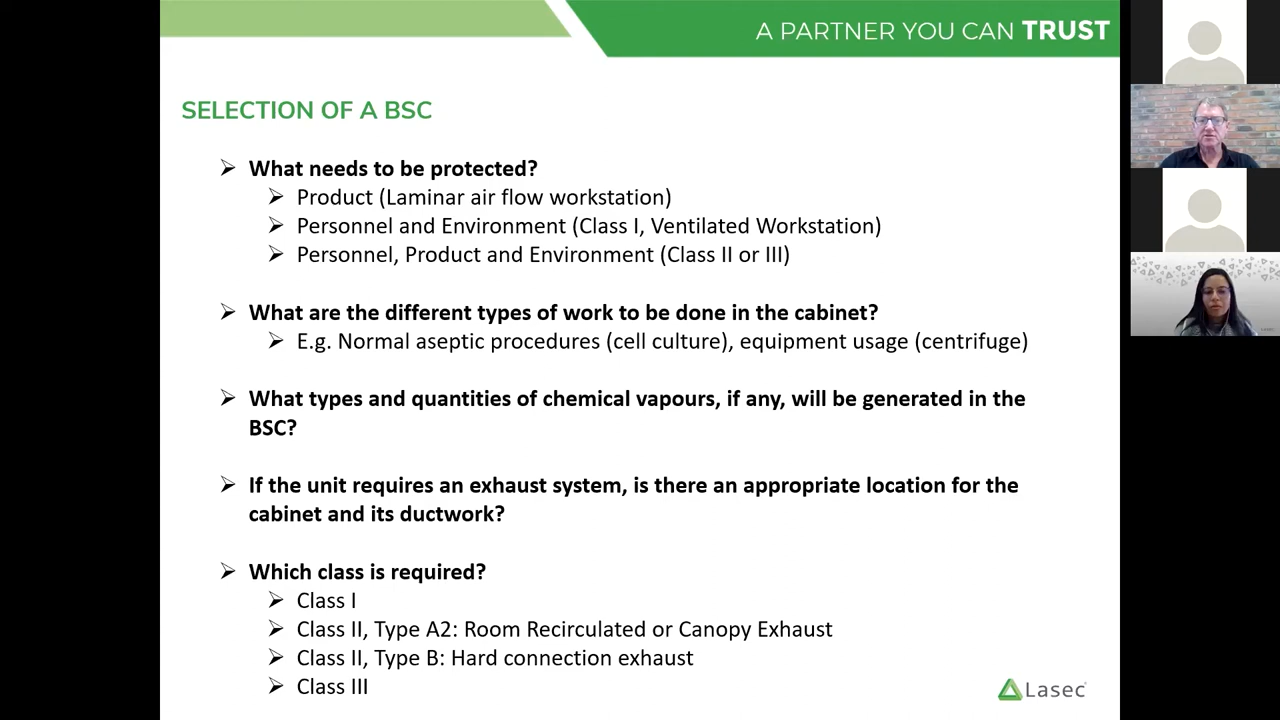 A PARTNER YOU CAN TRUST
SELECTION OF A BSC
What needs to be protected?
Product (Laminar air flow workstation)
Personnel and Environment (Class I, Ventilated Workstation)
Personnel, Product and Environment (Class II or III)
What are the different types of work to be done in the cabinet?
E.g. Normal aseptic procedures (cell culture), equipment usage (centrifuge)
What types and quantities of chemical vapours, if any, will be generated in the
BSC?
If the unit requires an exhaust system, is there an appropriate location for the
cabinet and its ductwork?
Which class is required?
Class I
Class II, Type A2: Room Recirculated or Canopy Exhaust
Class II, Type B: Hard connection exhaust
Class III
Lasec